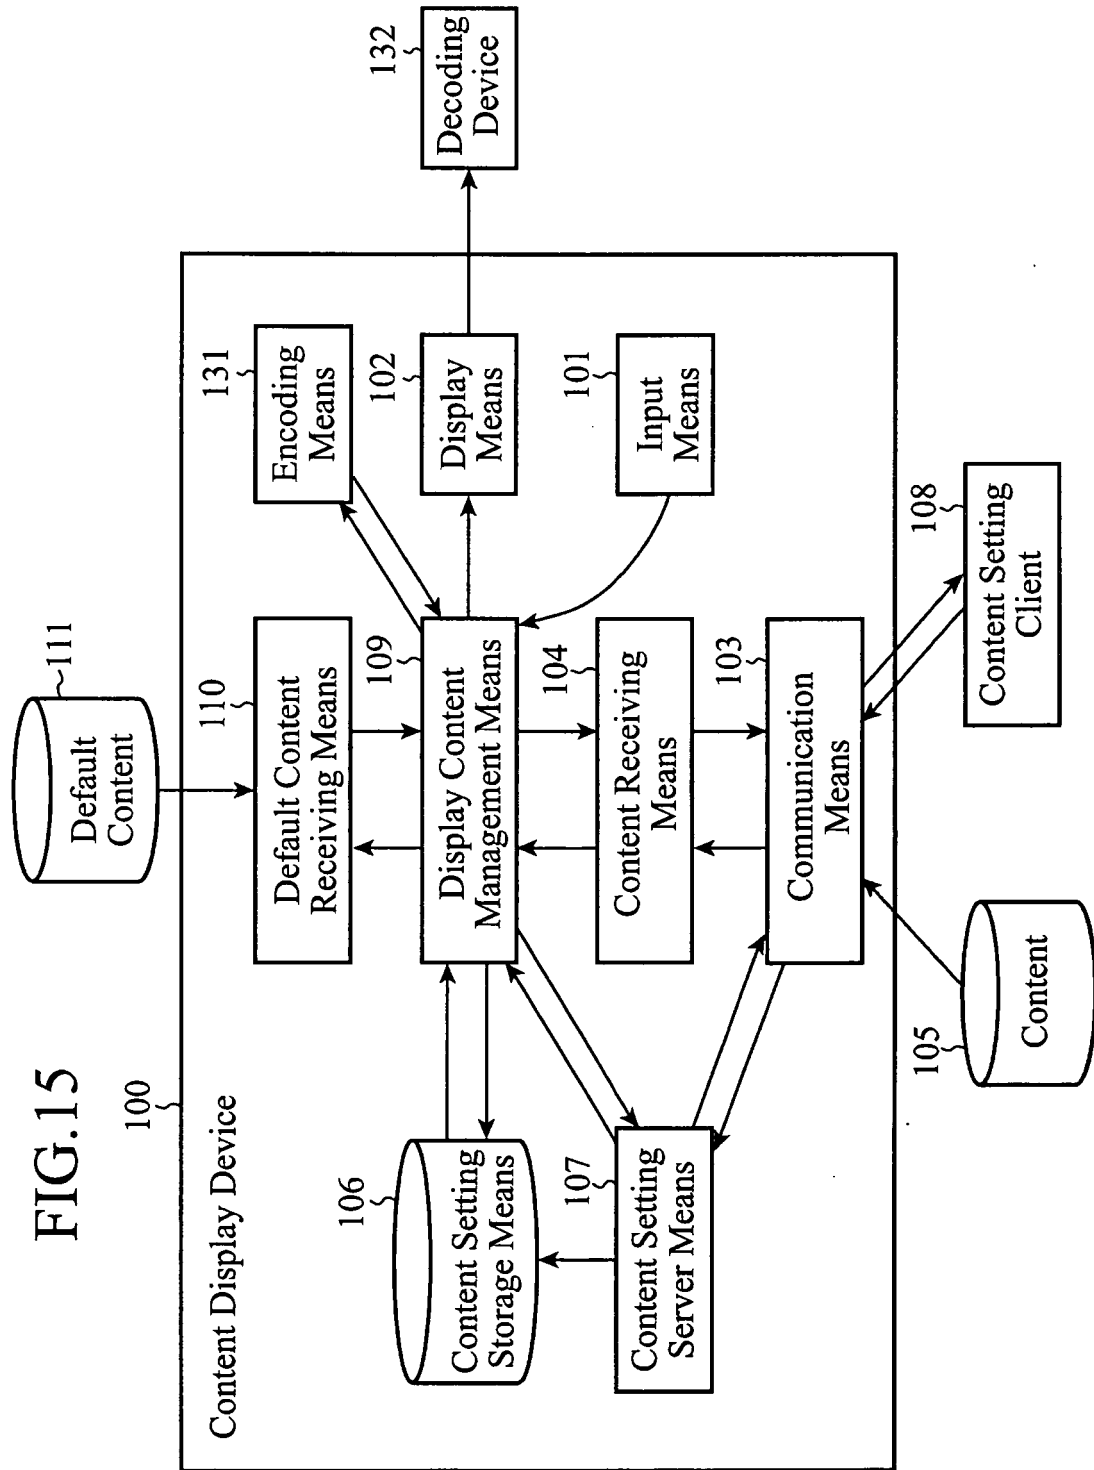 FIG.15
111
Default
Content
100
Content Display Device
110
Default Content
Receiving Means
131
Encoding
Means
132
Decoding
Device
106
Content Setting
Storage Means
109
Display Content
Management Means
102
Display
Means
107
Content Setting
Server Means
104
Content Receiving
Means
101
Input
Means
103
Communication
Means
105
Content
108
Content Setting
Client